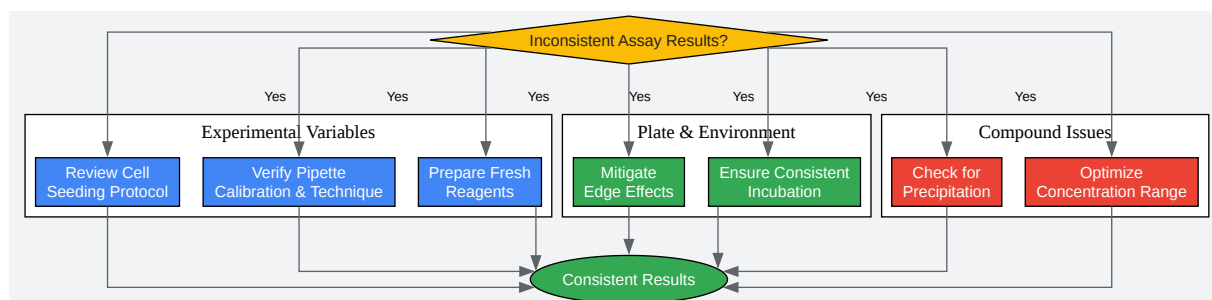 Inconsistent Assay Results?
Yes
Yes
Yes
Yes
Yes
Yes
Yes
Experimental Variables
Plate & Environment
Compound Issues
Review Cell
Seeding Protocol
Verify Pipette
Calibration & Technique
Prepare Fresh
Reagents
Mitigate
Edge Effects
Ensure Consistent
Incubation
Check for
Precipitation
Optimize
Concentration Range
Consistent Results